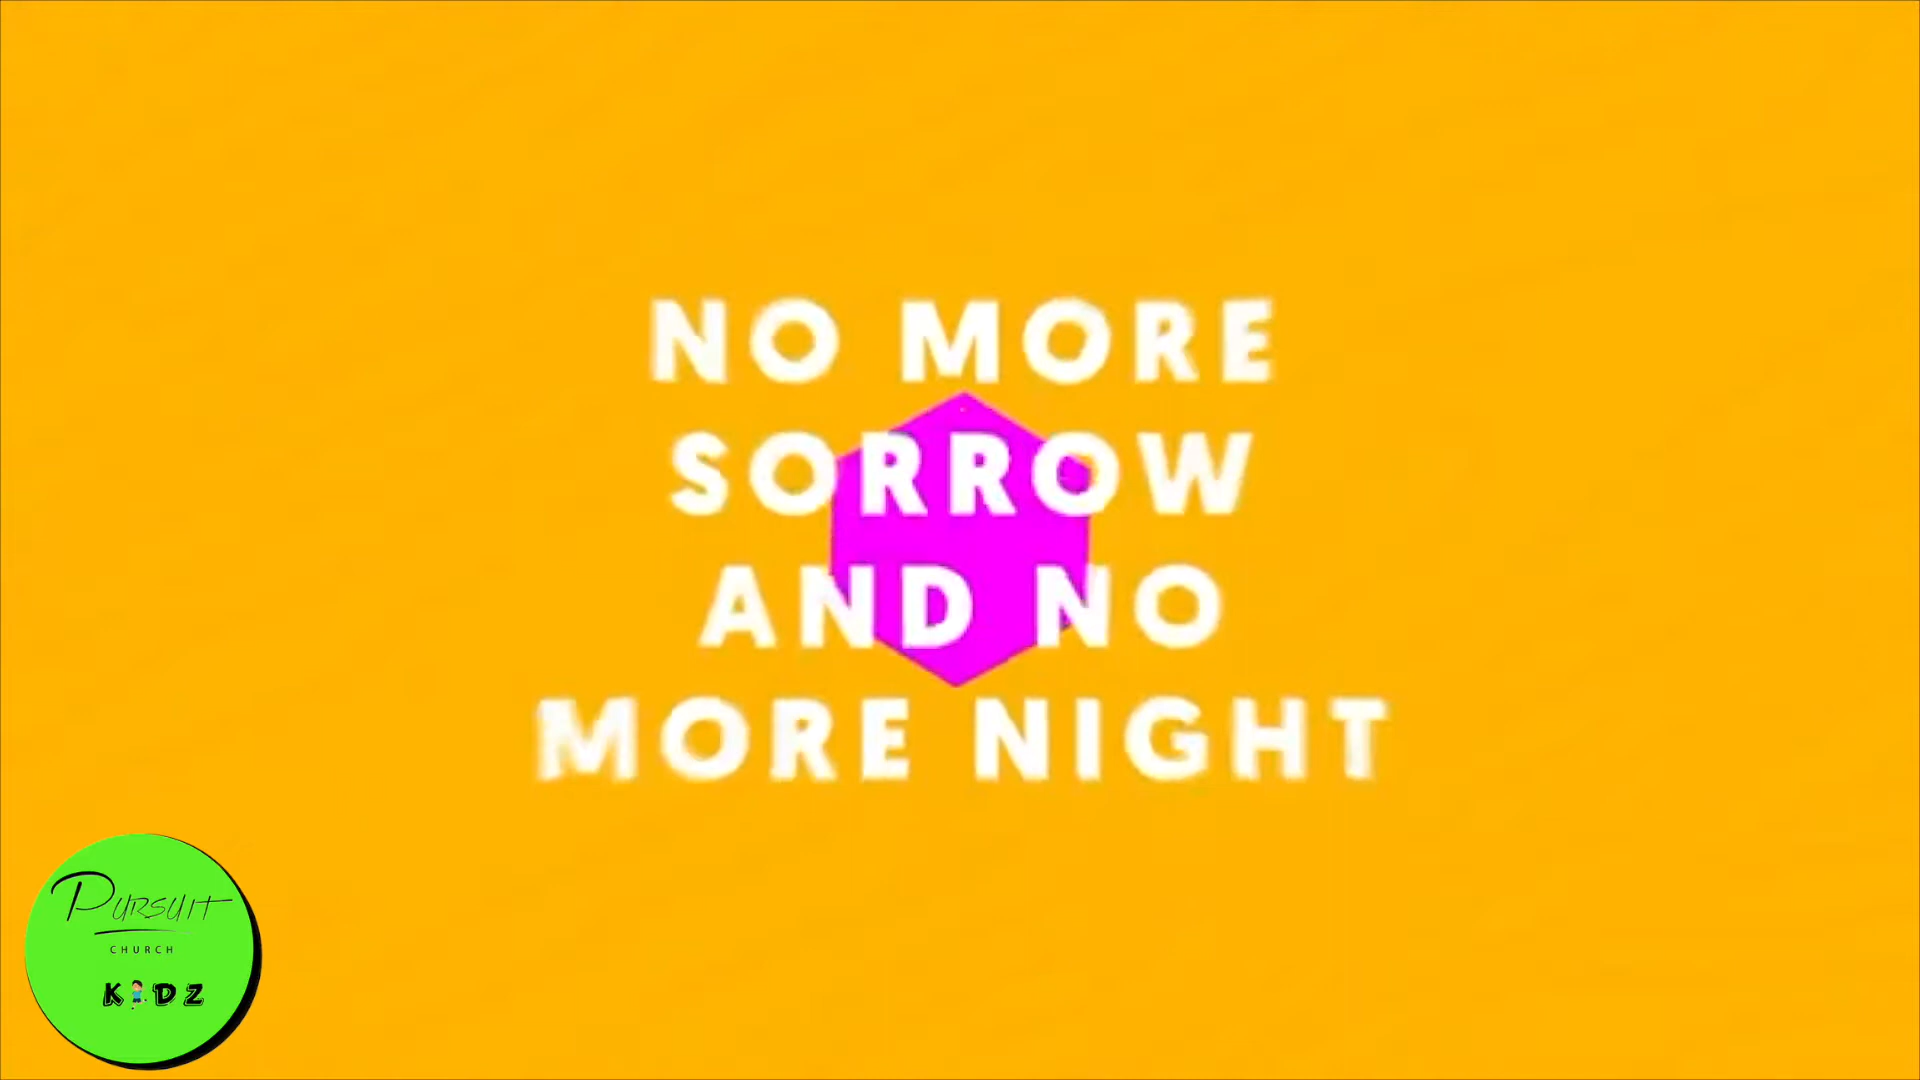 NO MORE
SORROW
AND NO
MORE NIGHT
PURSUIT
CHURCH
KIDZ